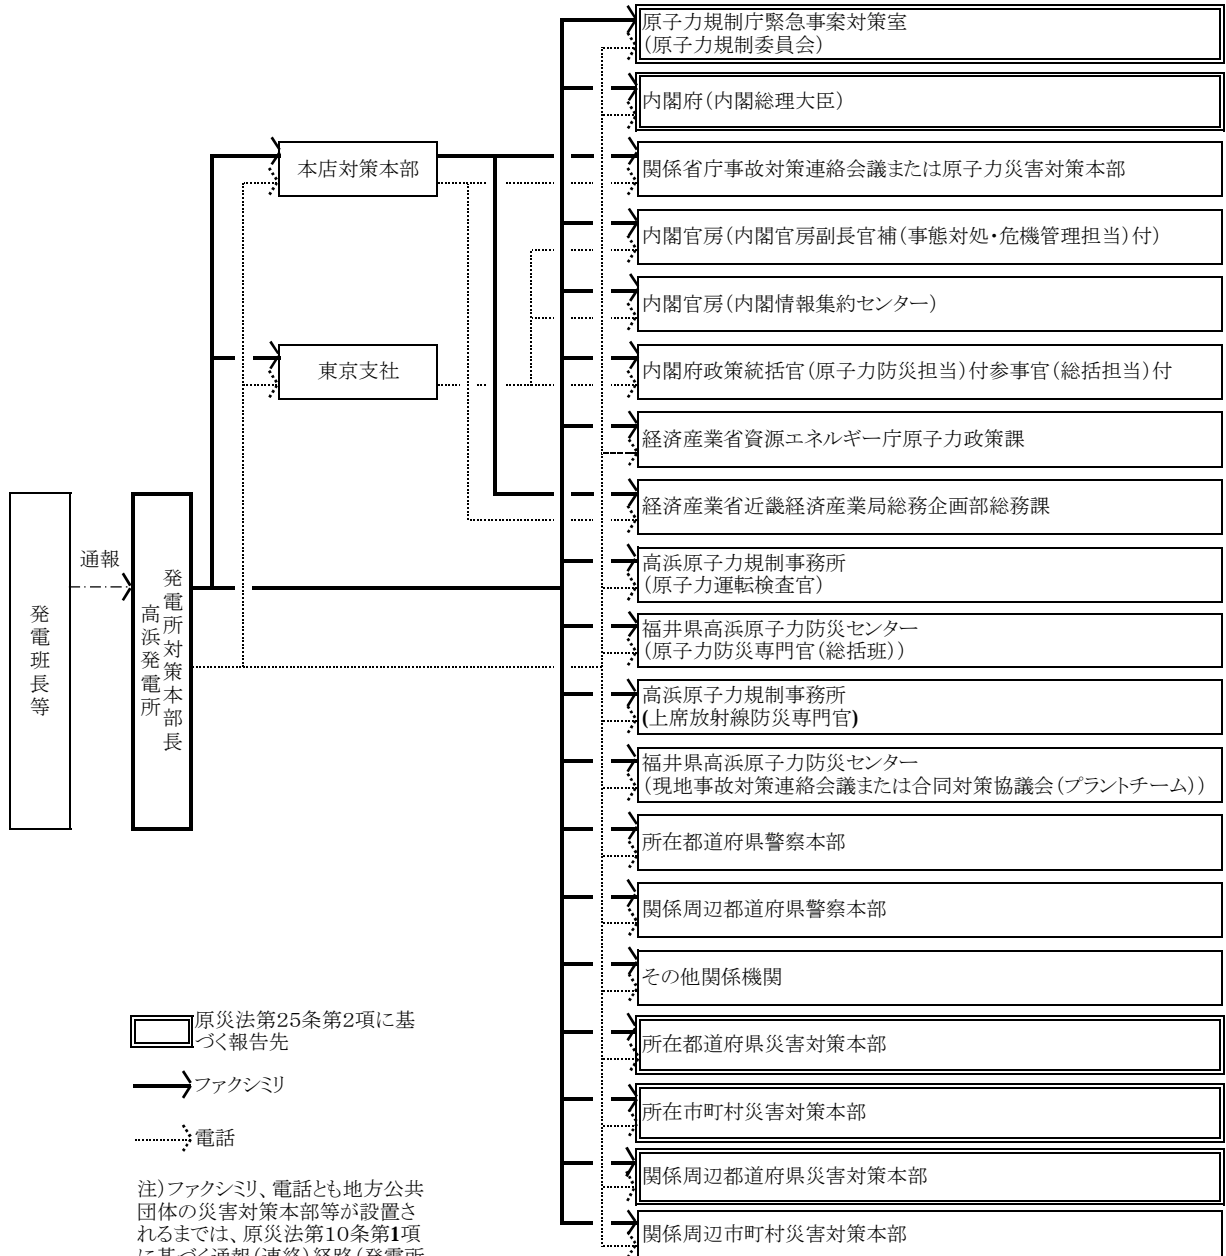 原子力規制庁緊急事案対策室
(原子力規制委員会)
内閣府(内閣総理大臣)
本店対策本部
関係省庁事故対策連絡会議または原子力災害対策本部
内閣官房(内閣官房副長官補(事態対処・危機管理担当)付)
内閣官房(内閣情報集約センター)
東京支社
内閣府政策統括官(原子力防災担当)付参事官(総括担当)付
経済産業省資源エネルギー庁原子力政策課
経済産業省近畿経済産業局総務企画部総務課
通報
発電班長等
発電所対策本部長
高浜発電所
高浜原子力規制事務所
(原子力運転検査官)
福井県高浜原子力防災センター
(原子力防災専門官(総括班))
高浜原子力規制事務所
(上席放射線防災専門官)
福井県高浜原子力防災センター
(現地事故対策連絡会議または合同対策協議会(プラントチーム))
所在都道府県警察本部
関係周辺都道府県警察本部
その他関係機関
所在都道府県災害対策本部
所在市町村災害対策本部
関係周辺都道府県災害対策本部
関係周辺市町村災害対策本部
原災法第25条第2項に基
づく報告先
ファクシミリ
電話
注)ファクシミリ、電話とも地方公共
団体の災害対策本部等が設置さ
れるまでは、原災法第10条第1項
に基づく通報(連絡)経路(発電所